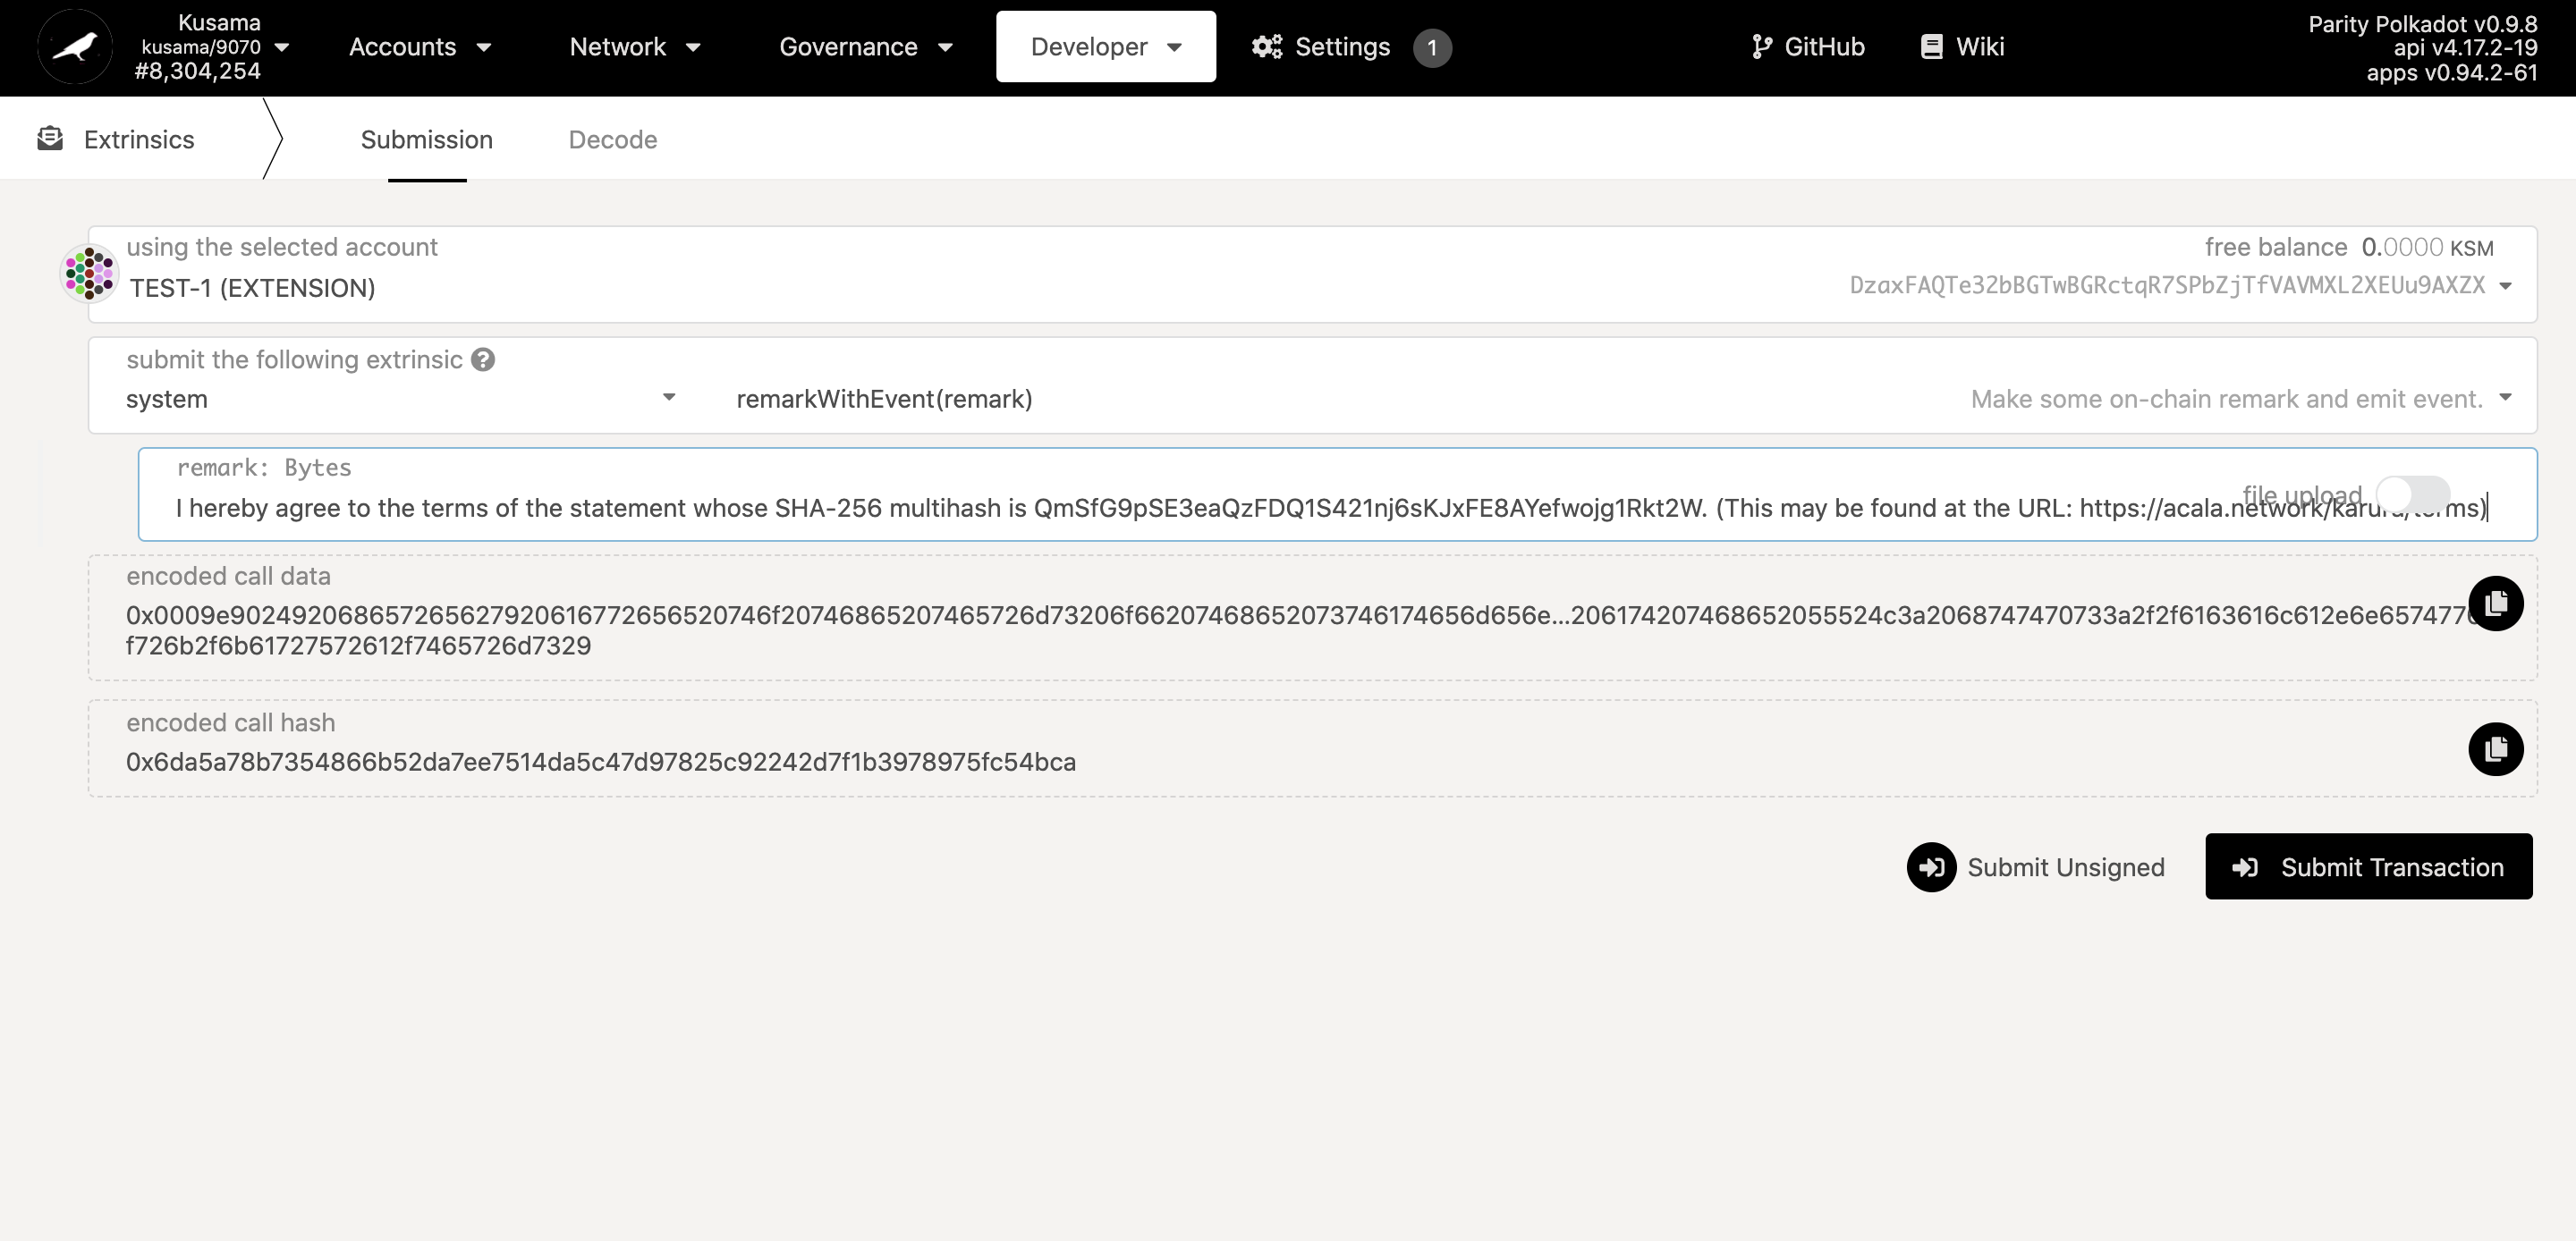 Kusama
kusama/9070
#8,304,254
Accounts
Network
Governance
Developer
Settings
1
GitHub
Wiki
Parity Polkadot v0.9.8
api v4.17.2-19
apps v0.94.2-61
Extrinsics
Submission
Decode
using the selected account
TEST-1 (EXTENSION)
free balance 0.0000 KSM
DzaxFAQTe32bBGTwBGRctqR7SPbZjTfVAVMXL2XEUu9AXZX
submit the following extrinsic ?
system
remarkWithEvent(remark)
Make some on-chain remark and emit event.
remark: Bytes
file upload
I hereby agree to the terms of the statement whose SHA-256 multihash is QmSfG9pSE3eaQzFDQ1S421nj6sKJxFE8AYefwojg1Rkt2W. (This may be found at the URL: https://acala.network/karura/terms)
encoded call data
0x0009e902492068657265627920616772656520746f20746865207465726d73206f66207468652073746174656d656e...206174207468652055524c3a2068747470733a2f2f6163616c612e6e6574776
f726b2f6b61727572612f7465726d7329
encoded call hash
0x6da5a78b7354866b52da7ee7514da5c47d97825c92242d7f1b3978975fc54bca
Submit Unsigned
Submit Transaction